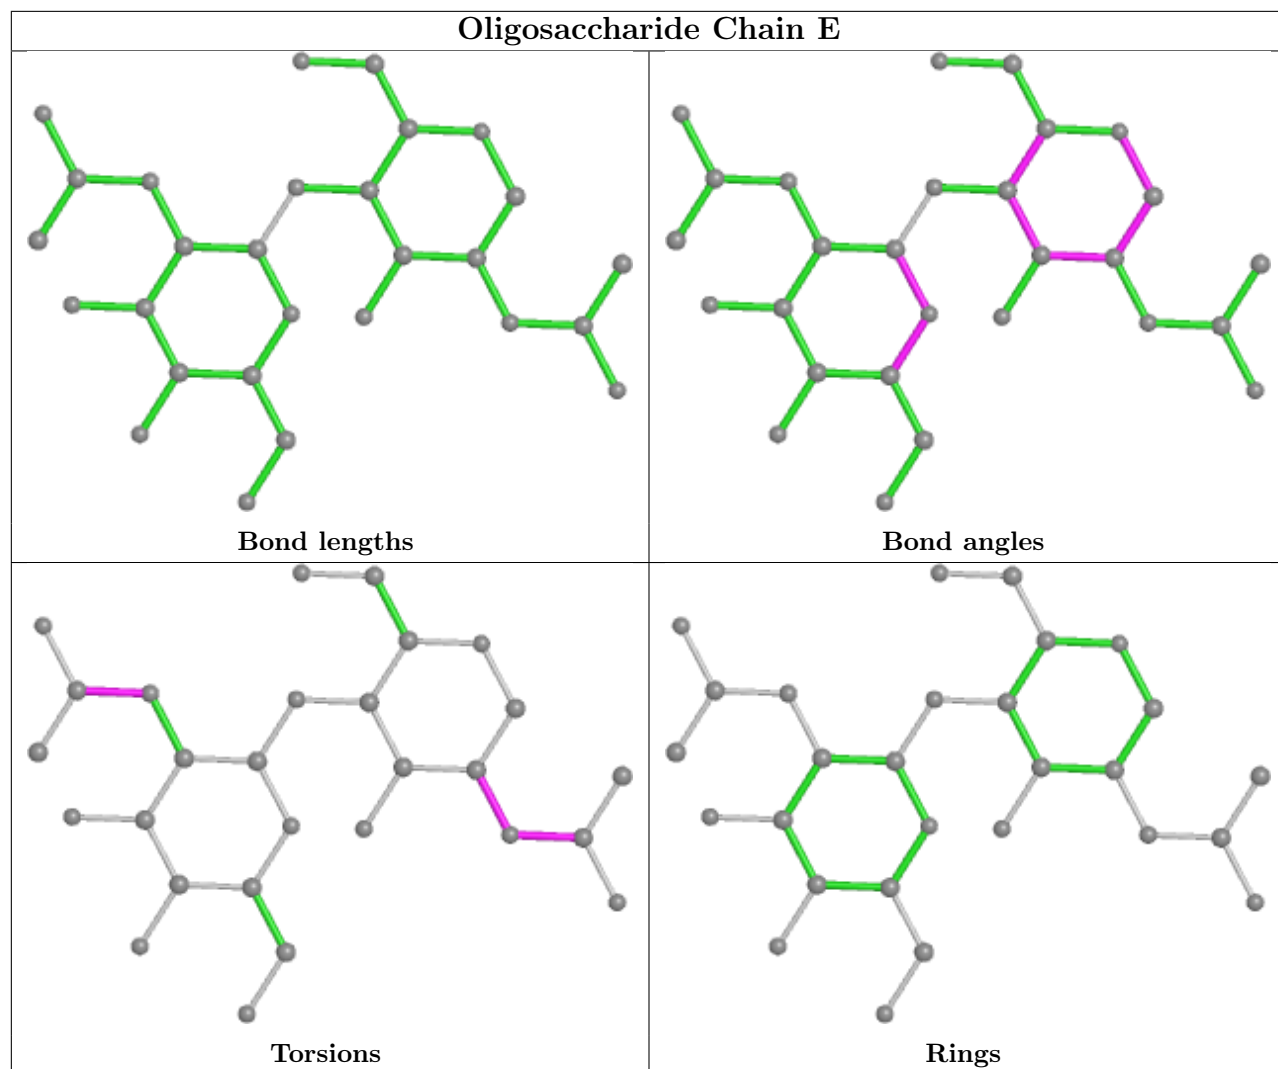 Oligosaccharide Chain E
Bond lengths
Bond angles
Torsions
Rings